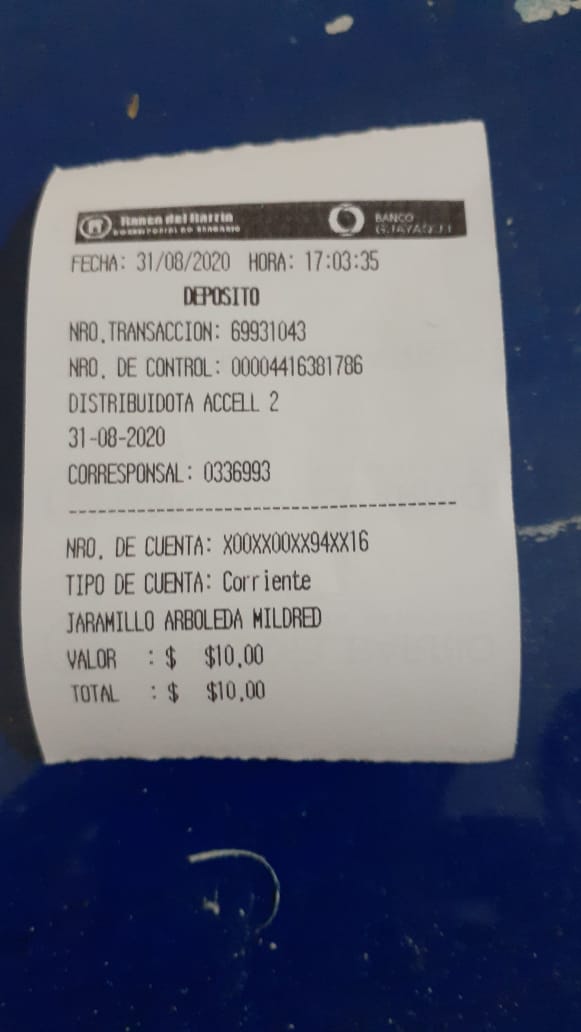 Banco del Barrio
BANCO
GUAYAQUIL
FECHA: 31/08/2020 HORA: 17:03:35
DEPOSITO
NRO.TRANSACCION: 69931043
NRO. DE CONTROL: 00004416381786
DISTRIBUIDOTA ACCELL 2
31-08-2020
CORRESPONSAL: 0336993
----------------------------------------
NRO. DE CUENTA: X00XX00XX94XX16
TIPO DE CUENTA: Corriente
JARAMILLO ARBOLEDA MILDRED
VALOR : $ $10,00
TOTAL : $ $10,00